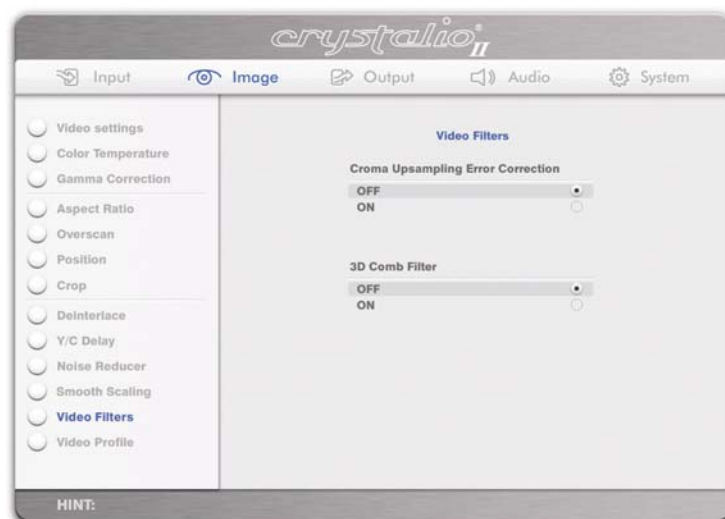 crystalio II
Input Image Output Audio System
Video settings
Color Temperature
Gamma Correction
Aspect Ratio
Overscan
Position
Crop
Deinterlace
Y/C Delay
Noise Reducer
Smooth Scaling
Video Filters
Video Profile
Video Filters
Croma Upsampling Error Correction
OFF
ON
3D Comb Filter
OFF
ON
HINT: